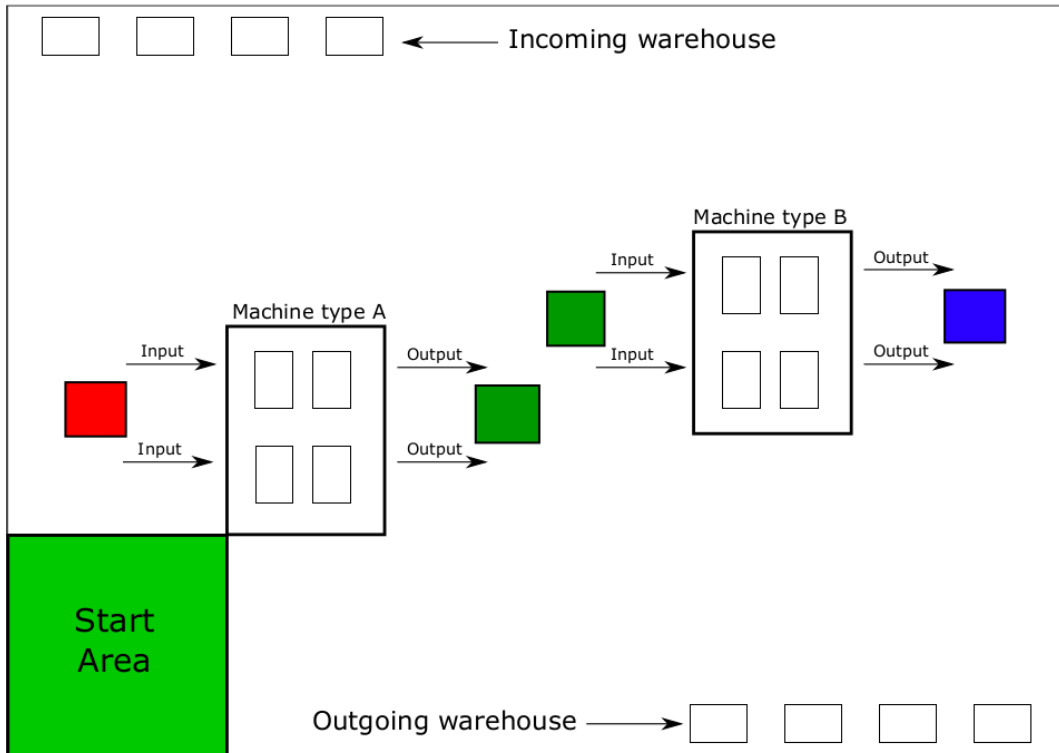 Incoming warehouse
Machine type B
Input
Output
Machine type A
Input
Output
Input
Output
Input
Output
Input
Start
Area
Outgoing warehouse